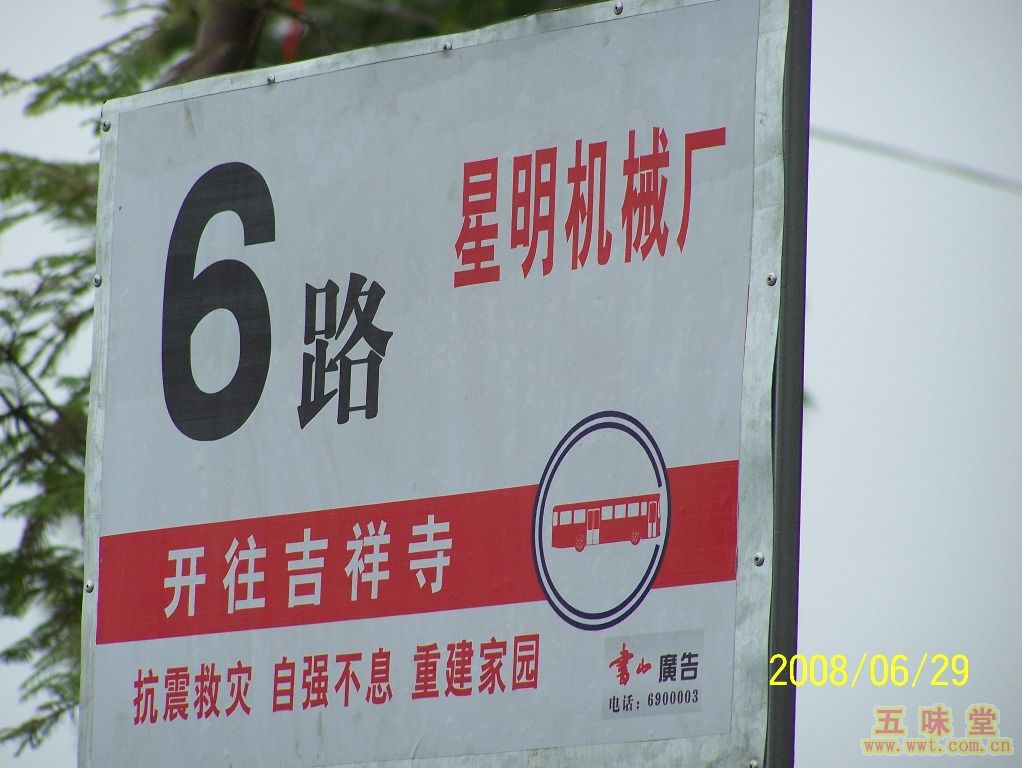 6路
星明机械厂
开往吉祥寺
抗震救灾 自强不息 重建家园
书山 廣告
电话：6900003
2008/06/29
五味堂
www.wwt.com.cn